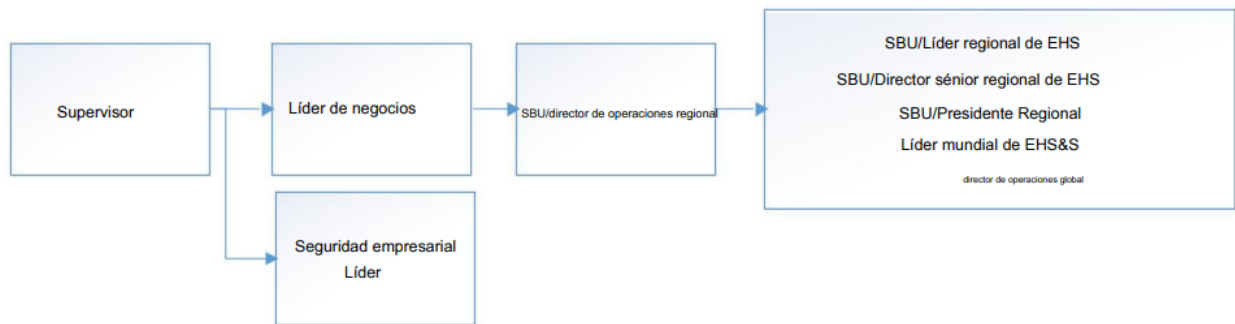 Supervisor
Líder de negocios
SBU/director de operaciones regional
SBU/Líder regional de EHS
SBU/Director sénior regional de EHS
SBU/Presidente Regional
Líder mundial de EHS&S
director de operaciones global
Seguridad empresarial
Líder